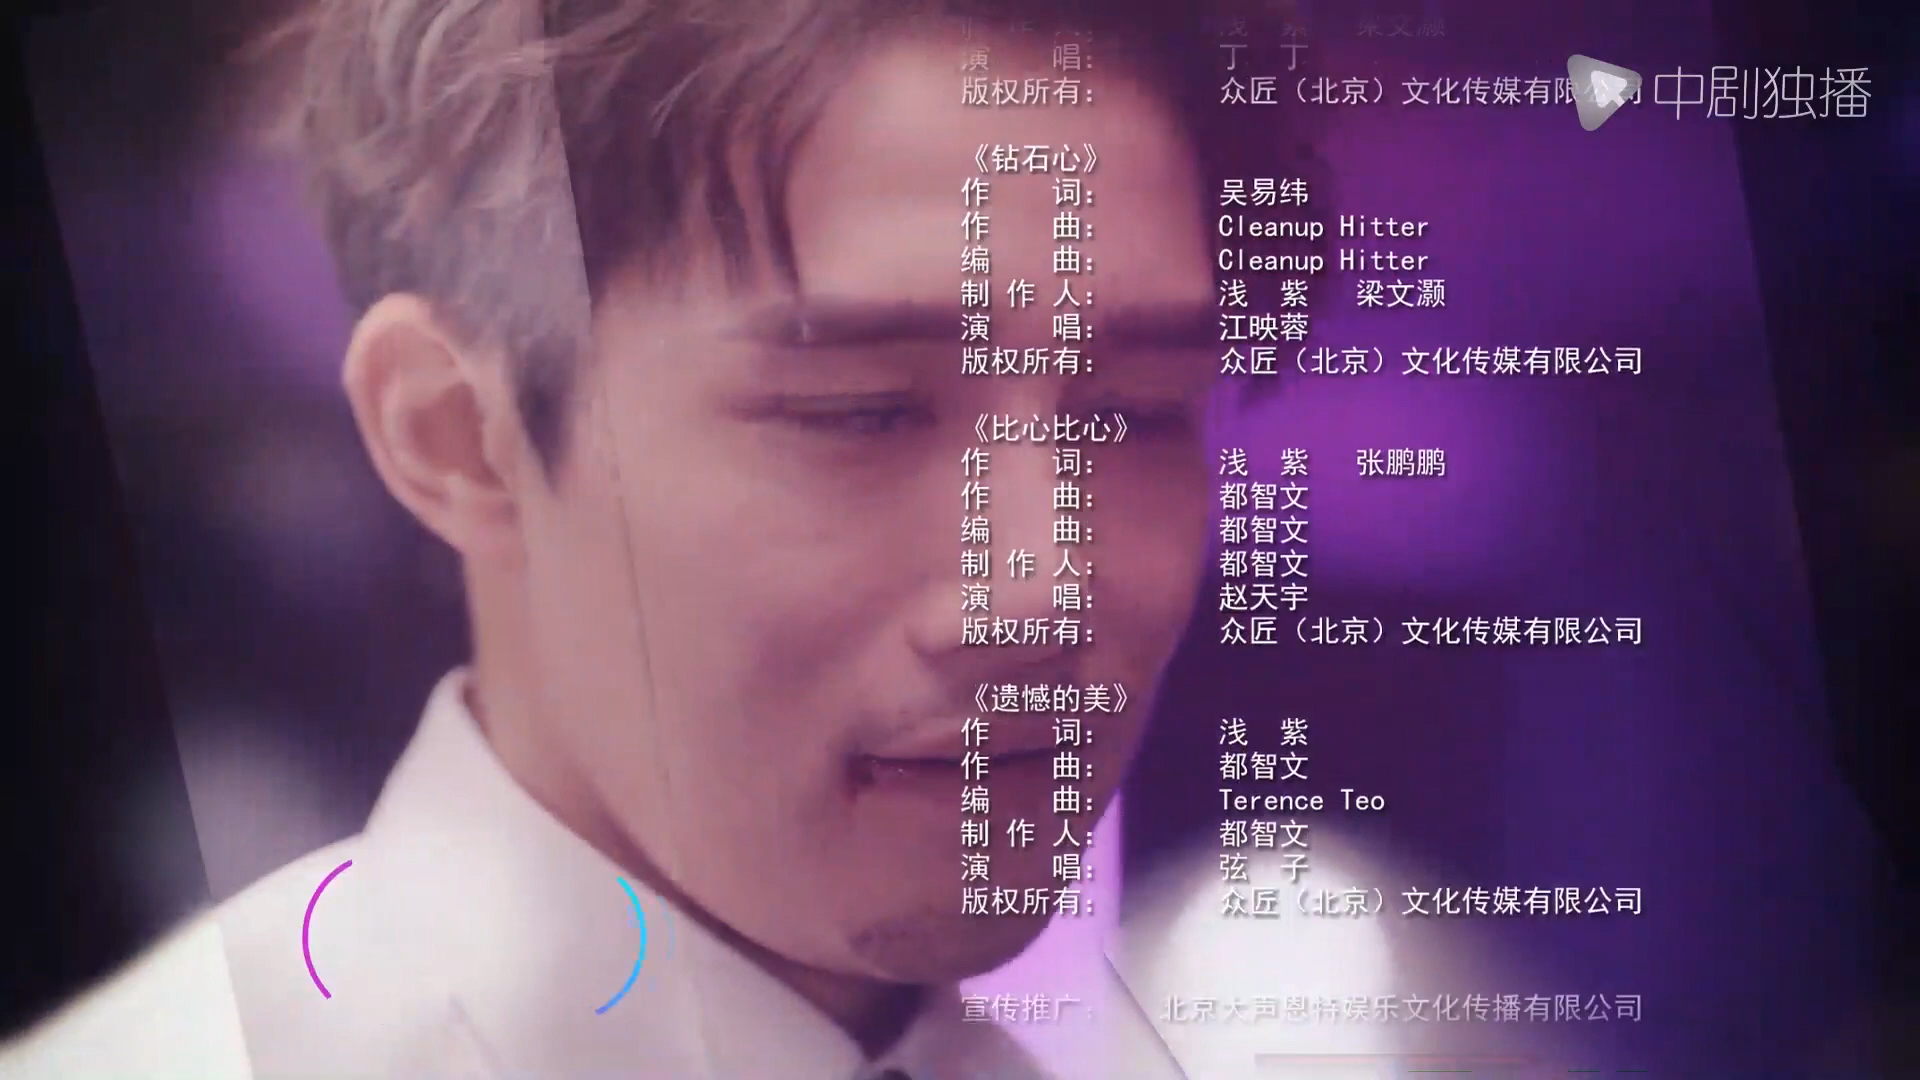 浅 紫 梁文灏
演 唱： 丁 丁
版权所有： 众匠（北京）文化传媒有限公司
中剧独播
《钻石心》
作 词： 吴易纬
作 曲： Cleanup Hitter
编 曲： Cleanup Hitter
制 作 人： 浅 紫 梁文灏
演 唱： 江映蓉
版权所有： 众匠（北京）文化传媒有限公司
《比心比心》
作 词： 浅 紫 张鹏鹏
作 曲： 都智文
编 曲： 都智文
制 作 人： 都智文
演 唱： 赵天宇
版权所有： 众匠（北京）文化传媒有限公司
《遗憾的美》
作 词： 浅 紫
作 曲： 都智文
编 曲： Terence Teo
制 作 人： 都智文
演 唱： 弦 子
版权所有： 众匠（北京）文化传媒有限公司
宣传推广： 北京大声恩特娱乐文化传播有限公司